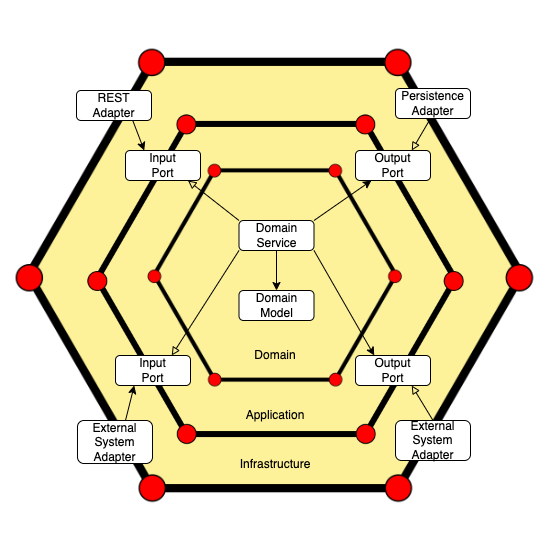 REST
Adapter
Persistence
Adapter
Input
Port
Output
Port
Domain
Service
Domain
Model
Domain
Input
Port
Output
Port
Application
External
System
Adapter
External
System
Adapter
Infrastructure